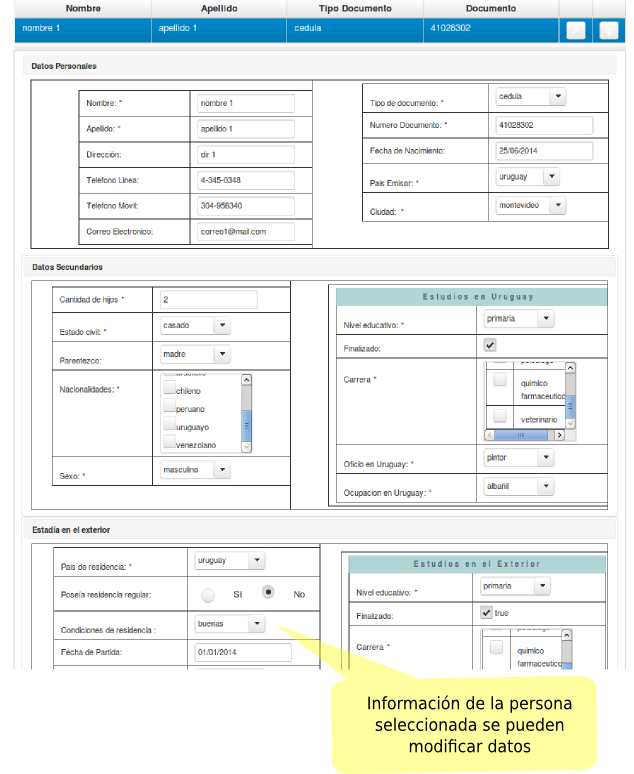 Nombre Apellido Tipo Documento Documento
nombre 1 apellido 1 cedula 41028302
Datos Personales
Nombre: * nombre 1
Apellido: * apellido 1
Dirección: dir 1
Telefono Linea: 4-345-0348
Telefono Movil: 304-958340
Correo Electronico: correo1@mail.com
Tipo de documento: * cedula
Numero Documento: * 41028302
Fecha de Nacimiento: 25/06/2014
Pais Emisor: * uruguay
Ciudad: * montevideo
Datos Secundarios
Cantidad de hijos * 2
Estado civil: * casado
Parentezco: madre
Nacionalidades: *
chileno
peruano
uruguayo
venezolano
Sexo: * masculino
Estudios en Uruguay
Nivel educativo: * primaria
Finalizado:
Carrera *
quimico
farmaceutico
veterinario
Oficio en Uruguay: * pintor
Ocupacion en Uruguay: * albañil
Estadía en el exterior
Pais de residencia: * uruguay
Poseía residencia regular: Si No
Condiciones de residencia : buenas
Fecha de Partida: 01/01/2014
Estudios en el Exterior
Nivel educativo: * primaria
Finalizado: true
Carrera *
quimico
farmaceutico
Información de la persona
seleccionada se pueden
modificar datos